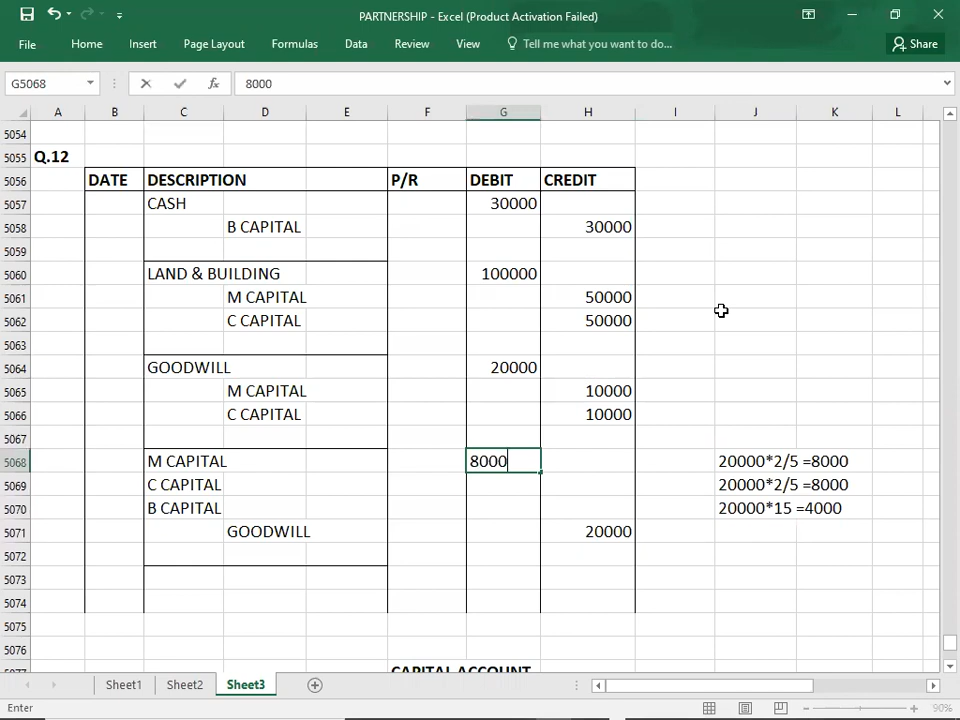 PARTNERSHIP - Excel (Product Activation Failed)
File Home Insert Page Layout Formulas Data Review View Tell me what you want to do... Share
G5068 fx 8000
A B C D E F G H I J K L
5054
5055 Q.12
5056 DATE DESCRIPTION P/R DEBIT CREDIT
5057 CASH 30000
5058 B CAPITAL 30000
5059
5060 LAND & BUILDING 100000
5061 M CAPITAL 50000
5062 C CAPITAL 50000
5063
5064 GOODWILL 20000
5065 M CAPITAL 10000
5066 C CAPITAL 10000
5067
5068 M CAPITAL 8000 20000*2/5 =8000
5069 C CAPITAL 20000*2/5 =8000
5070 B CAPITAL 20000*15 =4000
5071 GOODWILL 20000
5072
5073
5074
5075
5076
5077 CAPITAL ACCOUNT
Sheet1 Sheet2 Sheet3
Enter 90%